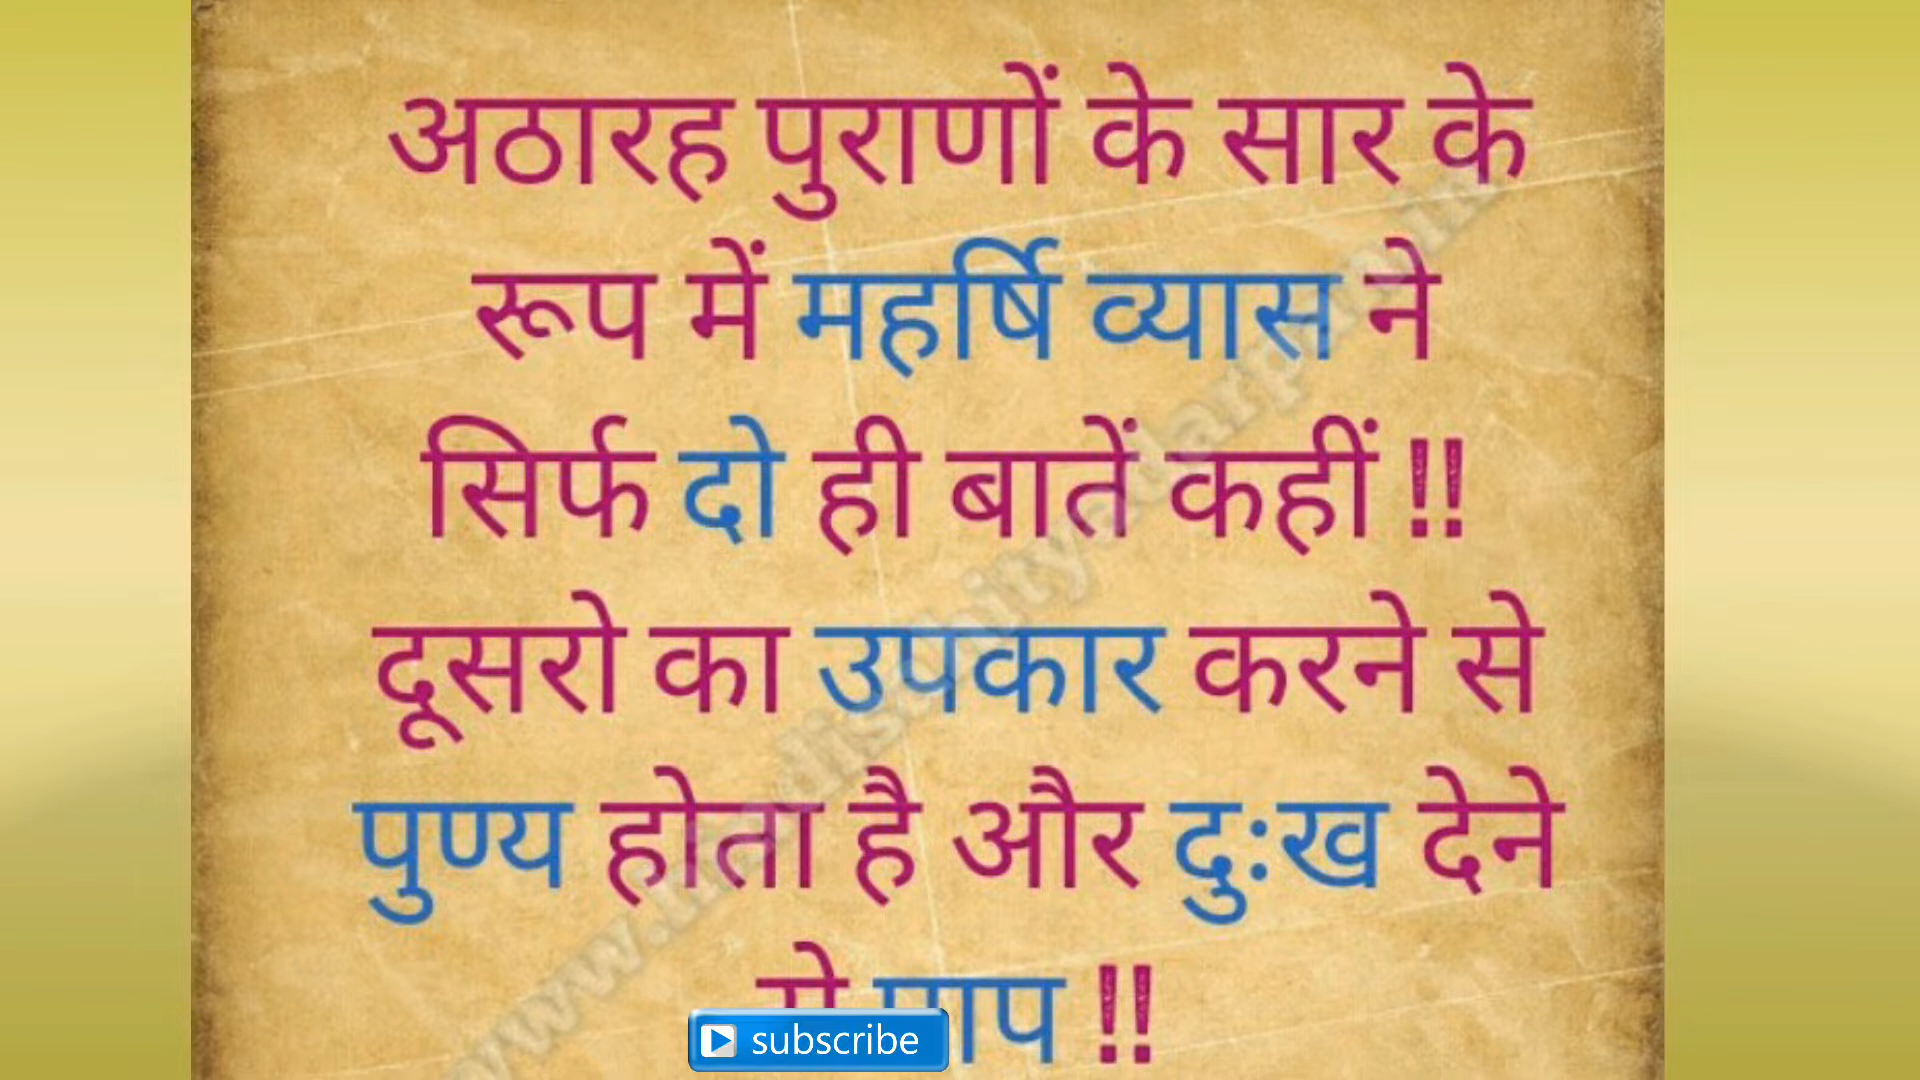 अठारह पुराणों के सार के
रूप में महर्षि व्यास ने
सिर्फ दो ही बातें कहीं !!
दूसरो का उपकार करने से
पुण्य होता है और दुःख देने
से पाप !!
subscribe